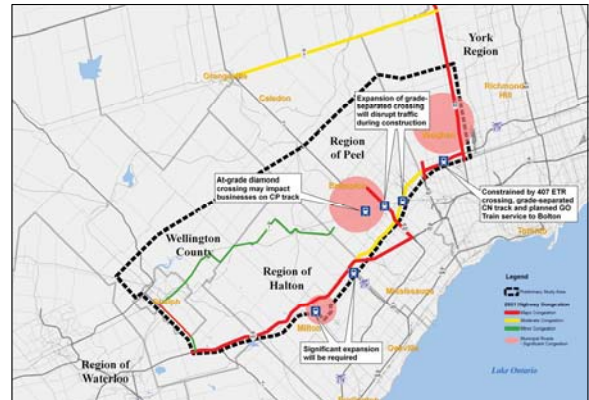 York
Region
Richmond
Hill
Orangeville
Caledon
Expansion of grade-
separated crossing
will disrupt traffic
during construction
Vaughan
Region
of Peel
At-grade diamond
crossing may impact
businesses on CP track
Brampton
Constrained by 407 ETR
crossing, grade-separated
CN track and planned GO
Train service to Bolton
Toronto
Wellington
County
Region of
Halton
Mississauga
Guelph
Milton
Significant expansion
will be required
Oakville
Region of
Waterloo
Legend
Preliminary Study Area
2031 Highway Congestion
Major Congestion
Moderate Congestion
Minor Congestion
Municipal Roads
- Significant Congestion
Lake Ontario